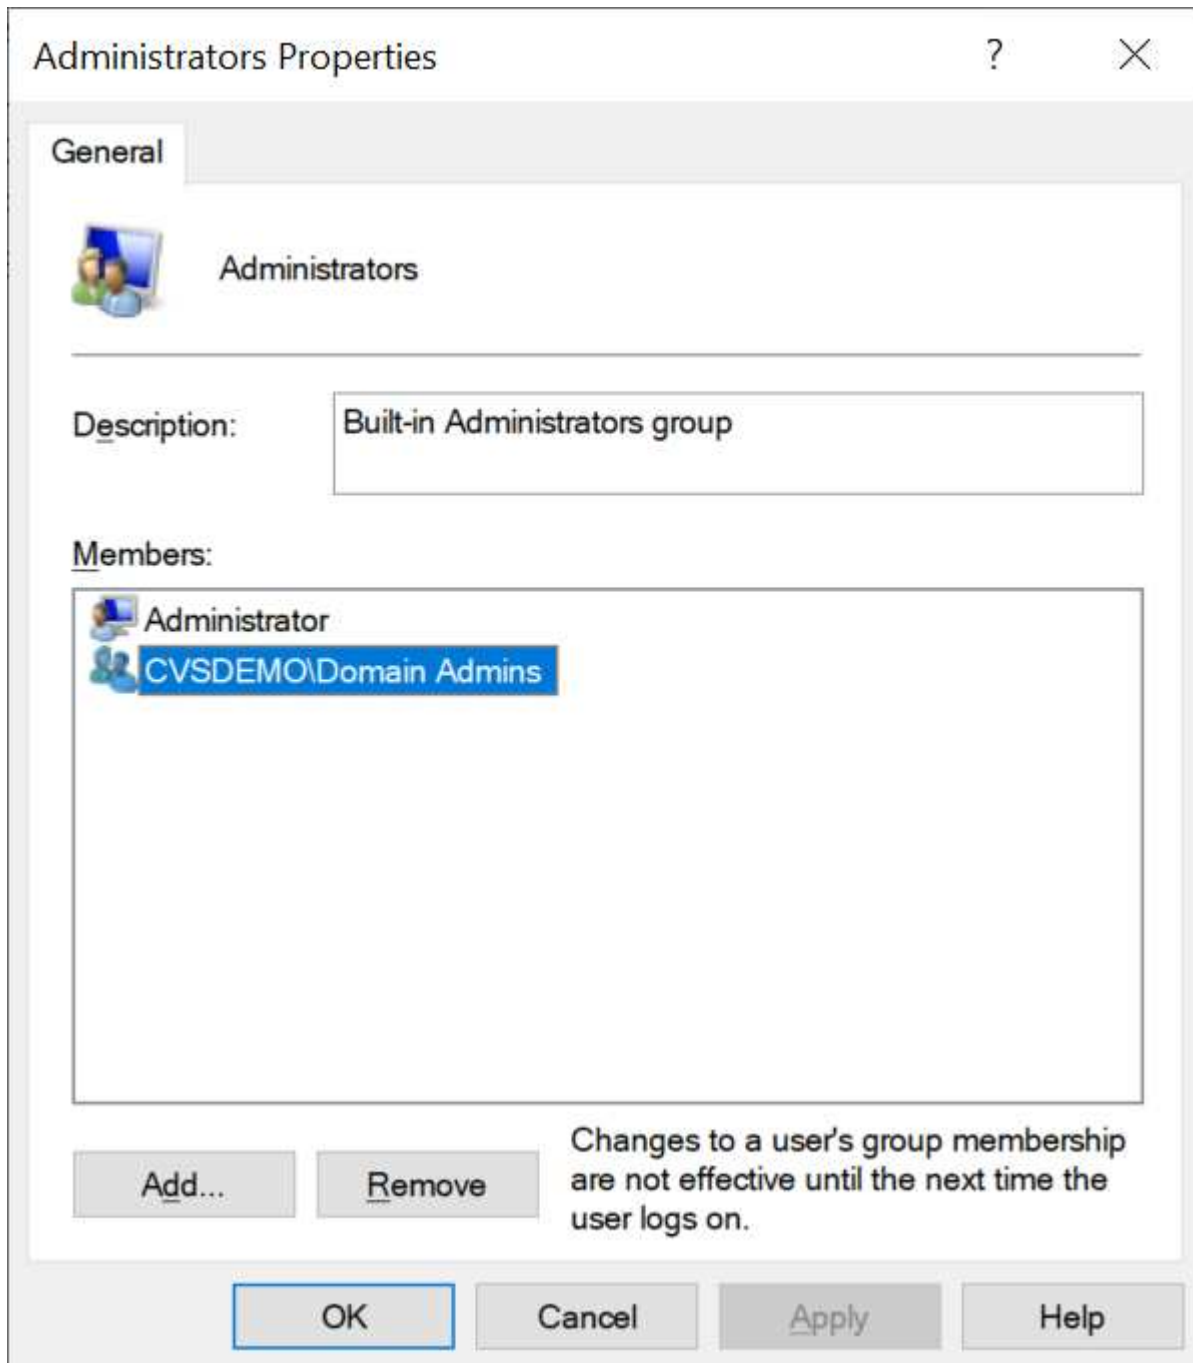 Administrators Properties
?
General
Administrators
Description:
Built-in Administrators group
Members:
Administrator
CVSDEMO\Domain Admins
Add...
Remove
Changes to a user's group membership
are not effective until the next time the
user logs on.
OK
Cancel
Apply
Help